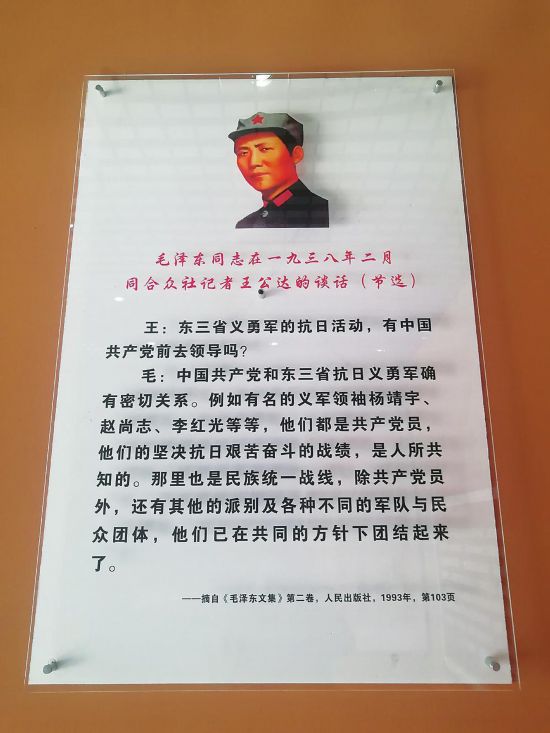 毛泽东同志在一九三八年二月
同合众社记者王公达的谈话（节选）
王：东三省义勇军的抗日活动，有中国
共产党前去领导吗？
毛：中国共产党和东三省抗日义勇军确
有密切关系。例如有名的义军领袖杨靖宇、
赵尚志、李红光等等，他们都是共产党员，
他们的坚决抗日艰苦奋斗的战绩，是人所共
知的。那里也是民族统一战线，除共产党员
外，还有其他的派别及各种不同的军队与民
众团体，他们已在共同的方针下团结起来
了。
——摘自《毛泽东文集》第二卷，人民出版社，1993年，第103页